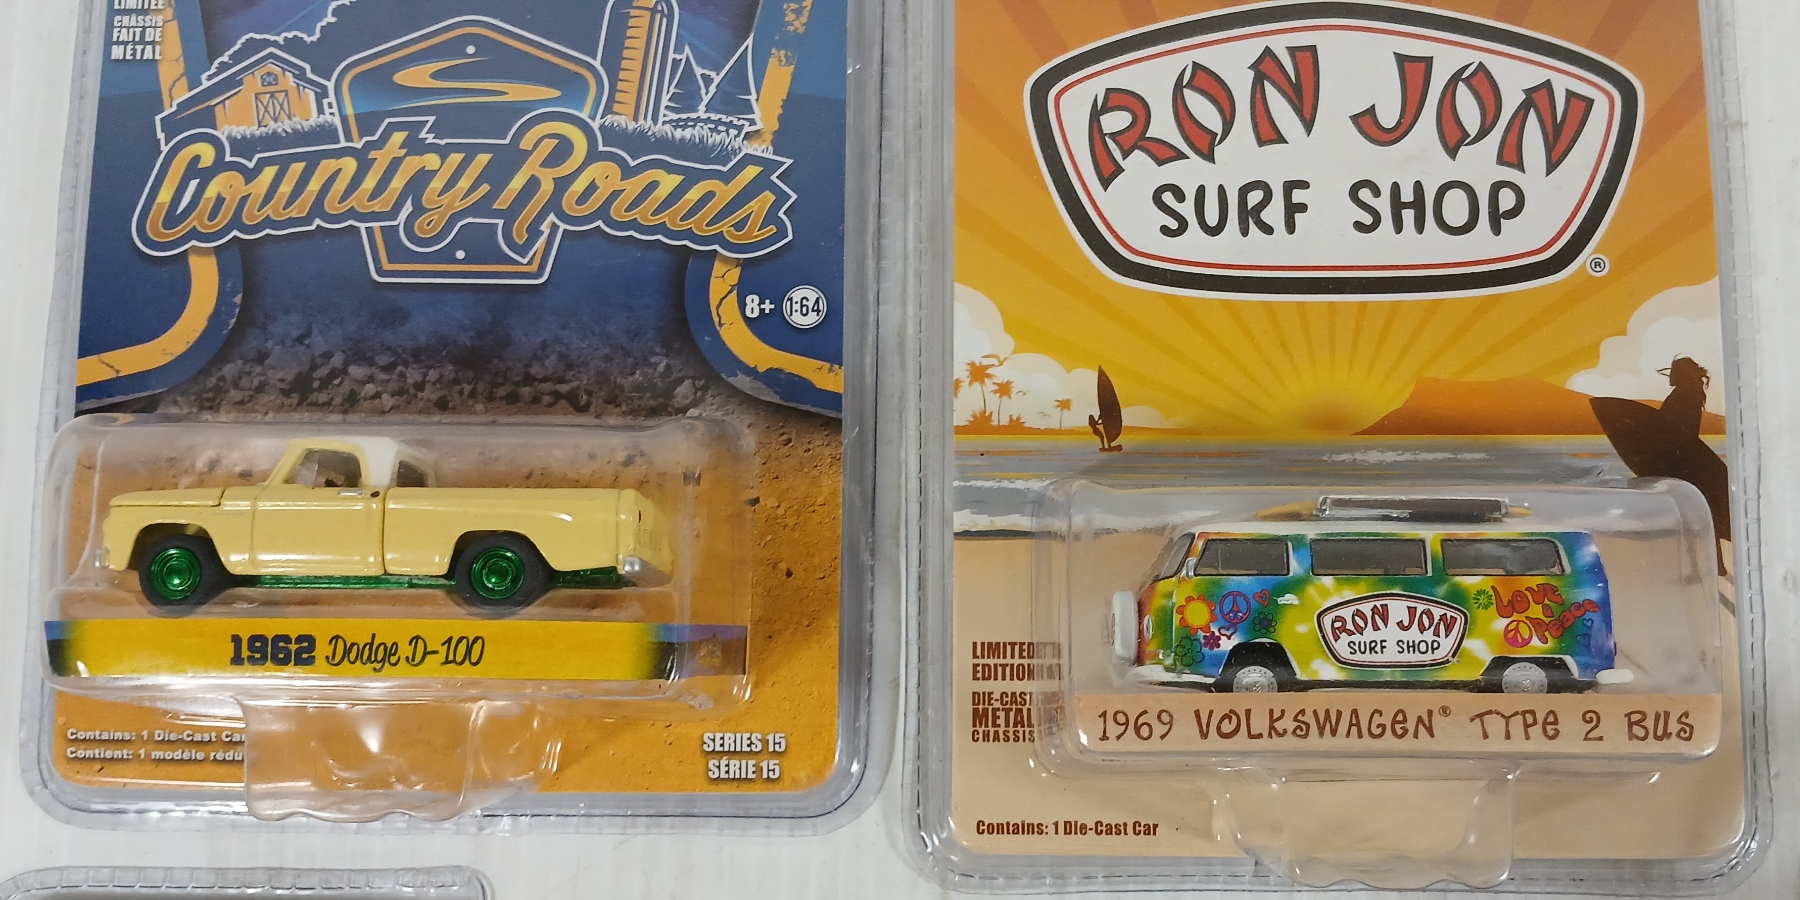 LIMITÉE
CHÂSSIS
FAIT DE
MÉTAL
Country Roads
8+ 1:64
1962 Dodge D-100
Contains: 1 Die-Cast Car
Contient: 1 modèle rédu
SERIES 15
SÉRIE 15
RON JON
SURF SHOP
®
LOVE
&
Peace
RON JON
SURF SHOP
LIMITED
EDITION
DIE-CAST
METAL
CHASSIS
1969 VOLKSWAGEN® TYPE 2 BUS
Contains: 1 Die-Cast Car